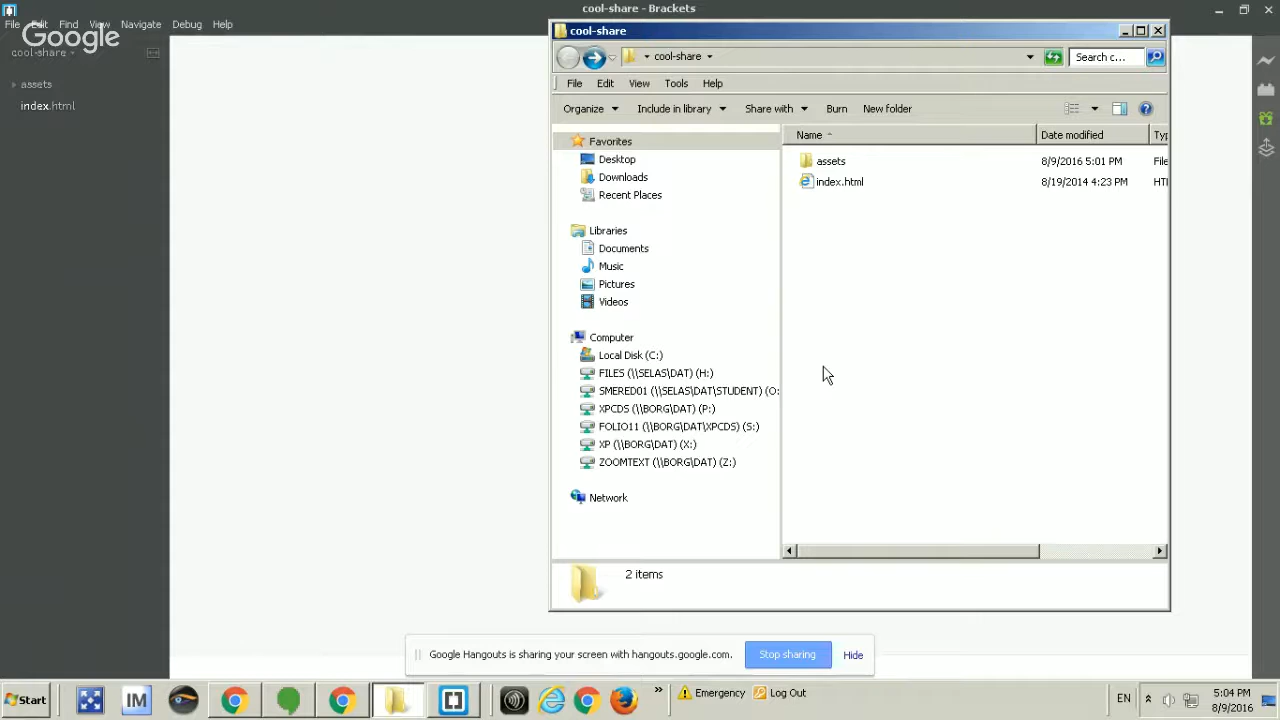 cool-share - Brackets
File Edit Find View Navigate Debug Help
Google
cool-share
assets
index.html
cool-share
cool-share
Search c...
File Edit View Tools Help
Organize Include in library Share with Burn New folder
Name Date modified
Favorites
Desktop
Downloads
Recent Places
Libraries
Documents
Music
Pictures
Videos
Computer
Local Disk (C:)
FILES (\\SELAS\DAT) (H:)
SMERED01 (\\SELAS\DAT\STUDENT) (O:
XPCDS (\\BORG\DAT) (P:)
FOLIO11 (\\BORG\DAT\XPCDS) (S:)
XP (\\BORG\DAT) (X:)
ZOOMTEXT (\\BORG\DAT) (Z:)
Network
assets 8/9/2016 5:01 PM File
index.html 8/19/2014 4:23 PM HT
2 items
Google Hangouts is sharing your screen with hangouts.google.com. Stop sharing Hide
Start
IM
Emergency Log Out
EN
5:04 PM
8/9/2016